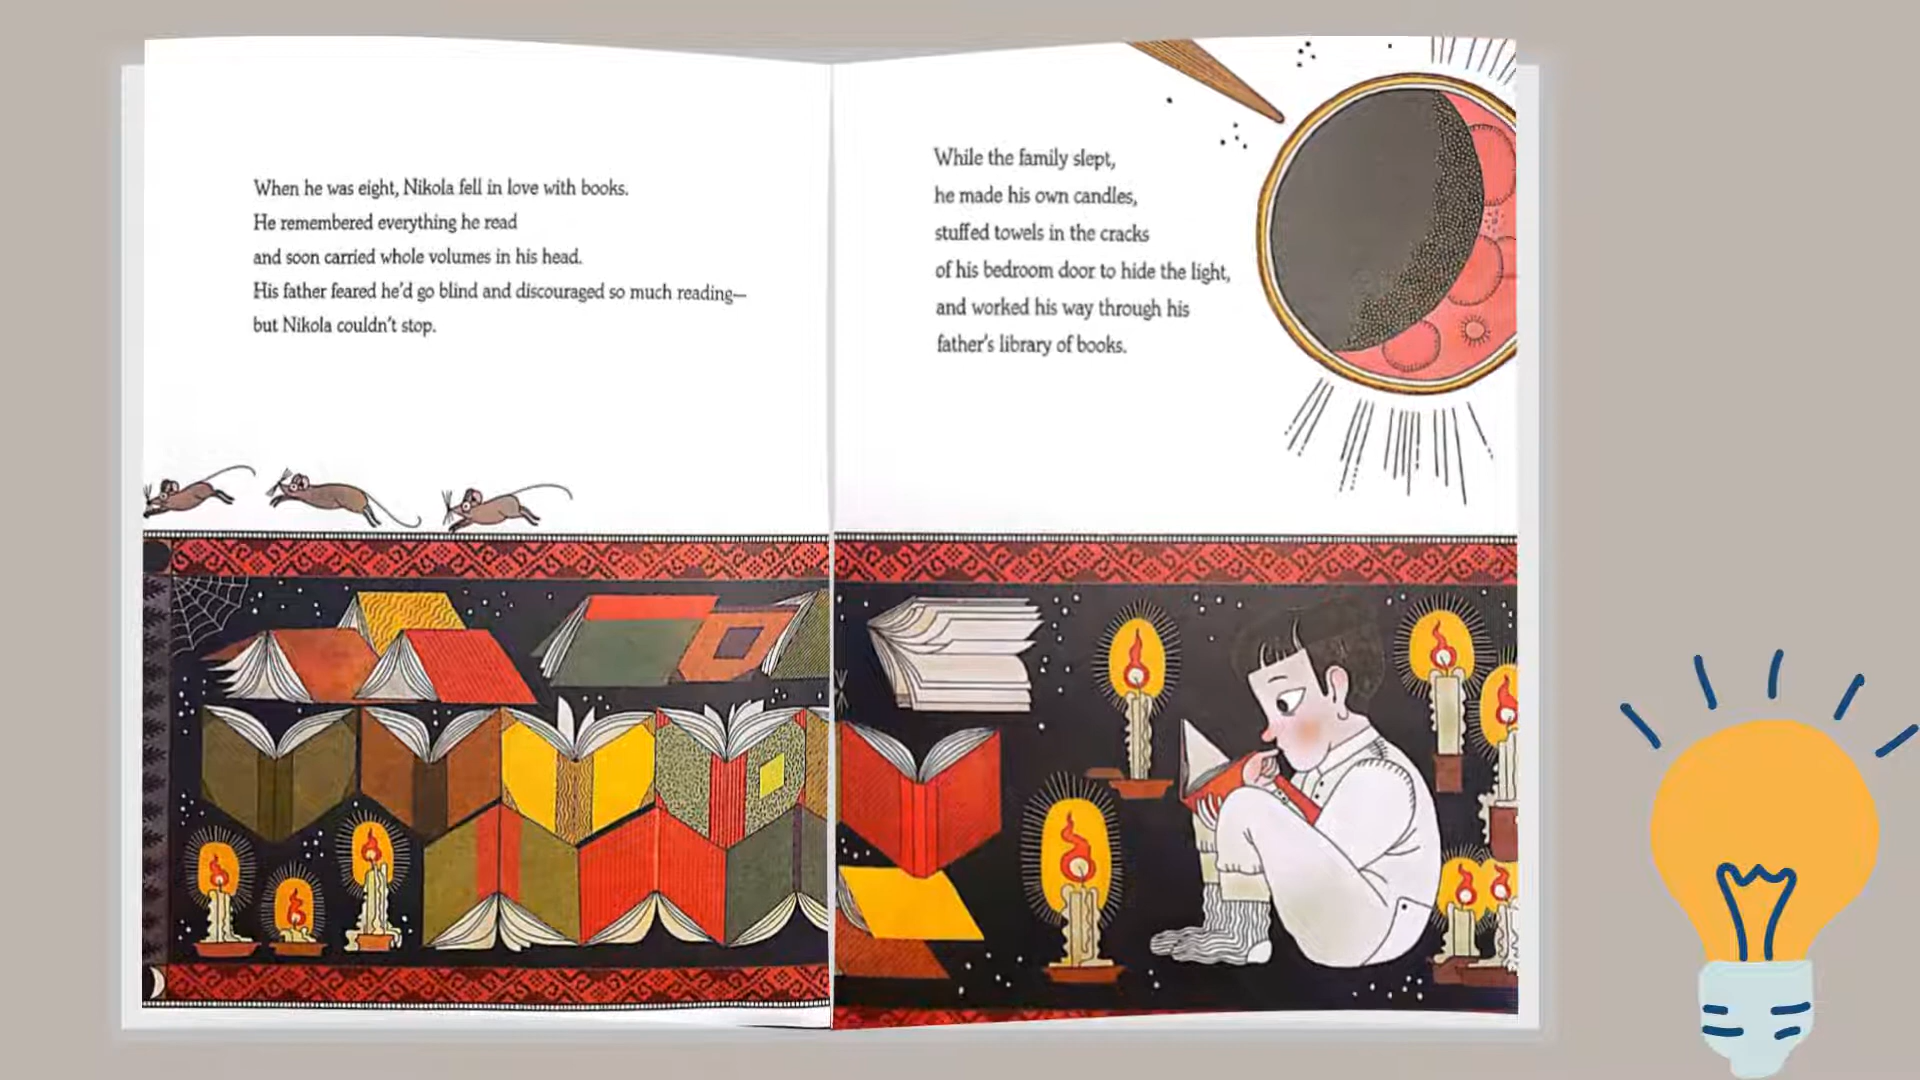 When he was eight, Nikola fell in love with books.
He remembered everything he read
and soon carried whole volumes in his head.
His father feared he'd go blind and discouraged so much reading—
but Nikola couldn't stop.
While the family slept,
he made his own candles,
stuffed towels in the cracks
of his bedroom door to hide the light,
and worked his way through his
father's library of books.